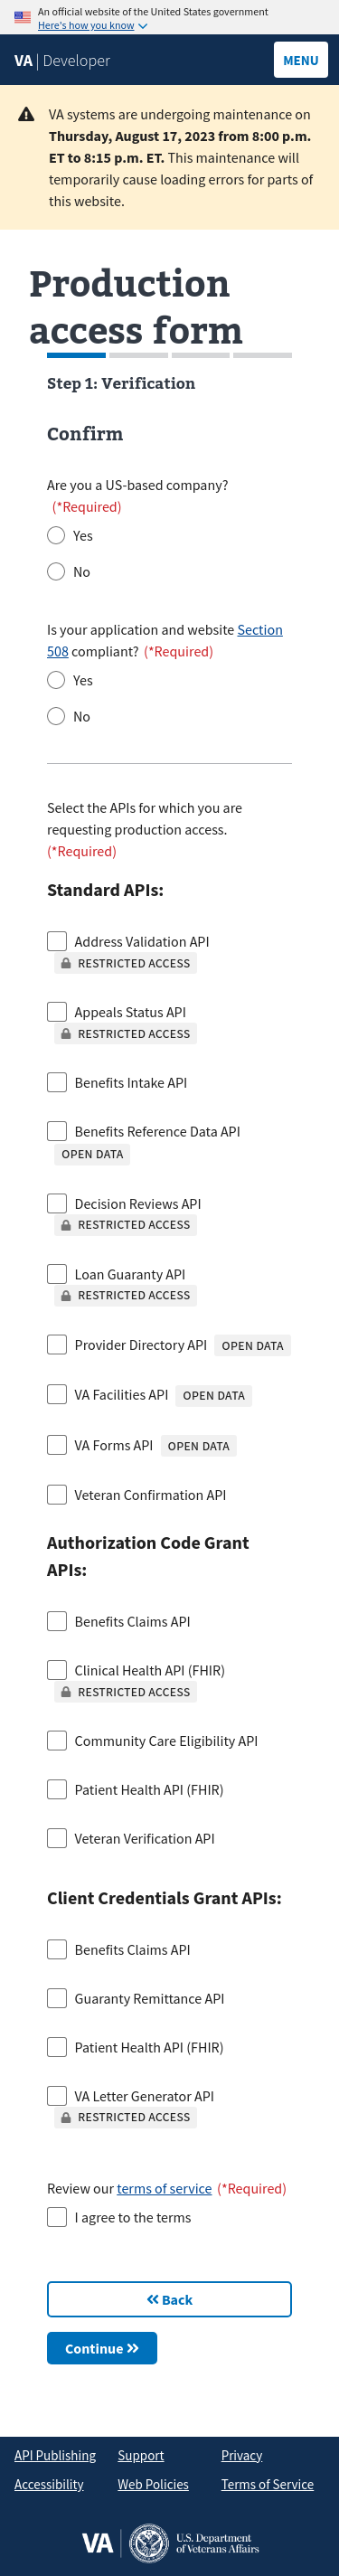 An official website of the United States government
Here's how you know
VA | Developer
MENU
VA systems are undergoing maintenance on
Thursday, August 17, 2023 from 8:00 p.m.
ET to 8:15 p.m. ET. This maintenance will
temporarily cause loading errors for parts of
this website.
Production
access form
Step 1: Verification
Confirm
Are you a US-based company?
(*Required)
Yes
No
Is your application and website Section
508 compliant? (*Required)
Yes
No
Select the APIs for which you are
requesting production access.
(*Required)
Standard APIs:
Address Validation API
RESTRICTED ACCESS
Appeals Status API
RESTRICTED ACCESS
Benefits Intake API
Benefits Reference Data API
OPEN DATA
Decision Reviews API
RESTRICTED ACCESS
Loan Guaranty API
RESTRICTED ACCESS
Provider Directory API OPEN DATA
VA Facilities API OPEN DATA
VA Forms API OPEN DATA
Veteran Confirmation API
Authorization Code Grant
APIs:
Benefits Claims API
Clinical Health API (FHIR)
RESTRICTED ACCESS
Community Care Eligibility API
Patient Health API (FHIR)
Veteran Verification API
Client Credentials Grant APIs:
Benefits Claims API
Guaranty Remittance API
Patient Health API (FHIR)
VA Letter Generator API
RESTRICTED ACCESS
Review our terms of service (*Required)
I agree to the terms
Back
Continue
API Publishing Support Privacy
Accessibility Web Policies Terms of Service
VA U.S. Department
of Veterans Affairs